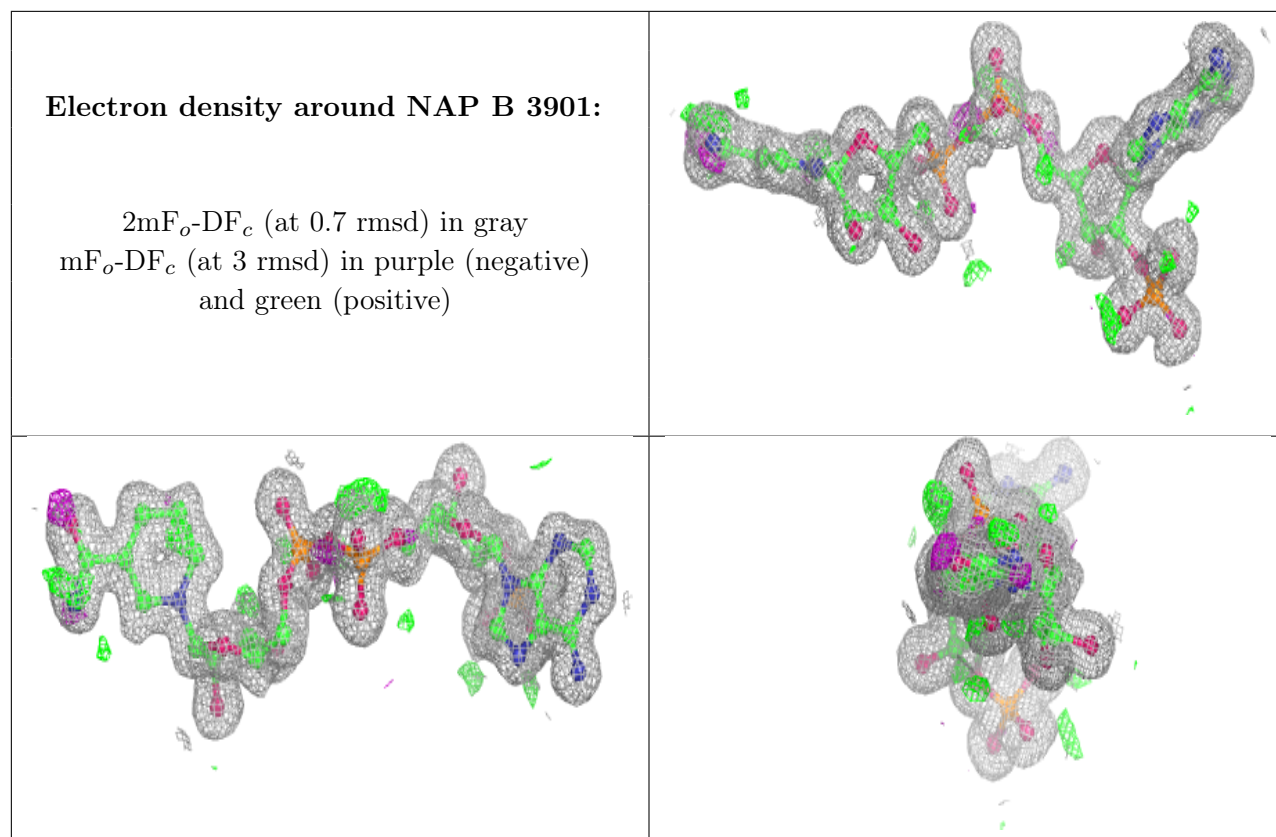 Electron density around NAP B 3901:
2mFo-DFc (at 0.7 rmsd) in gray
mFo-DFc (at 3 rmsd) in purple (negative)
and green (positive)